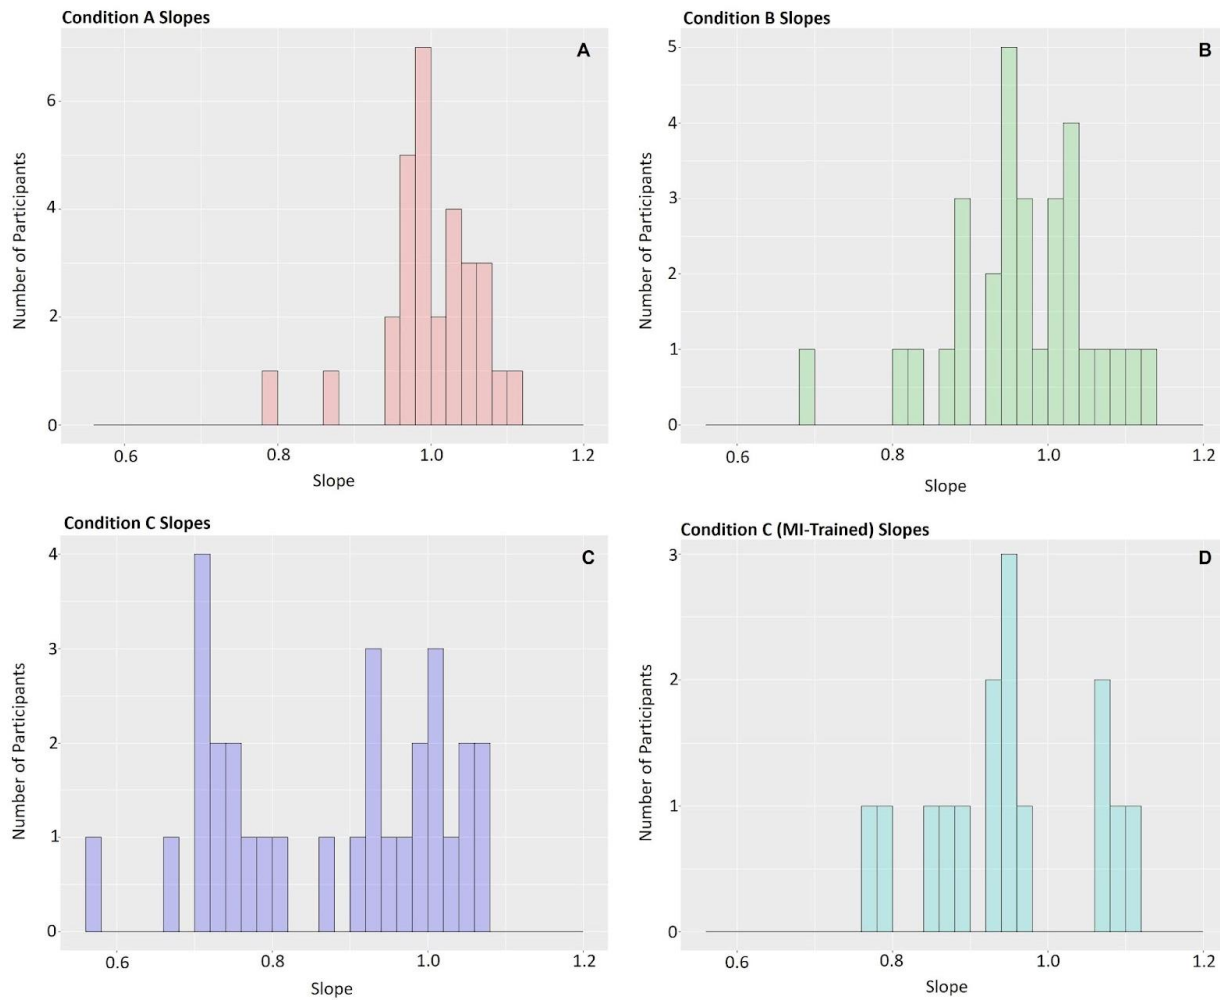 Condition A Slopes
A
Number of Participants
6
4
2
0
0.6 0.8 1.0 1.2
Slope
Condition B Slopes
B
Number of Participants
5
4
3
2
1
0
0.6 0.8 1.0 1.2
Slope
Condition C Slopes
C
Number of Participants
4
3
2
1
0
0.6 0.8 1.0 1.2
Slope
Condition C (MI-Trained) Slopes
D
Number of Participants
3
2
1
0
0.6 0.8 1.0 1.2
Slope